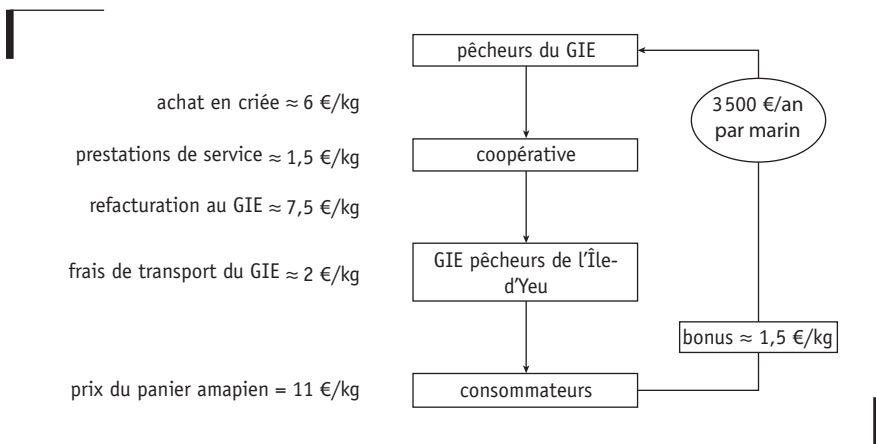 pêcheurs du GIE
3 500 €/an
par marin
achat en criée ≈ 6 €/kg
prestations de service ≈ 1,5 €/kg
coopérative
refacturation au GIE ≈ 7,5 €/kg
frais de transport du GIE ≈ 2 €/kg
GIE pêcheurs de l’Île-
d’Yeu
bonus ≈ 1,5 €/kg
prix du panier amapien = 11 €/kg
consommateurs